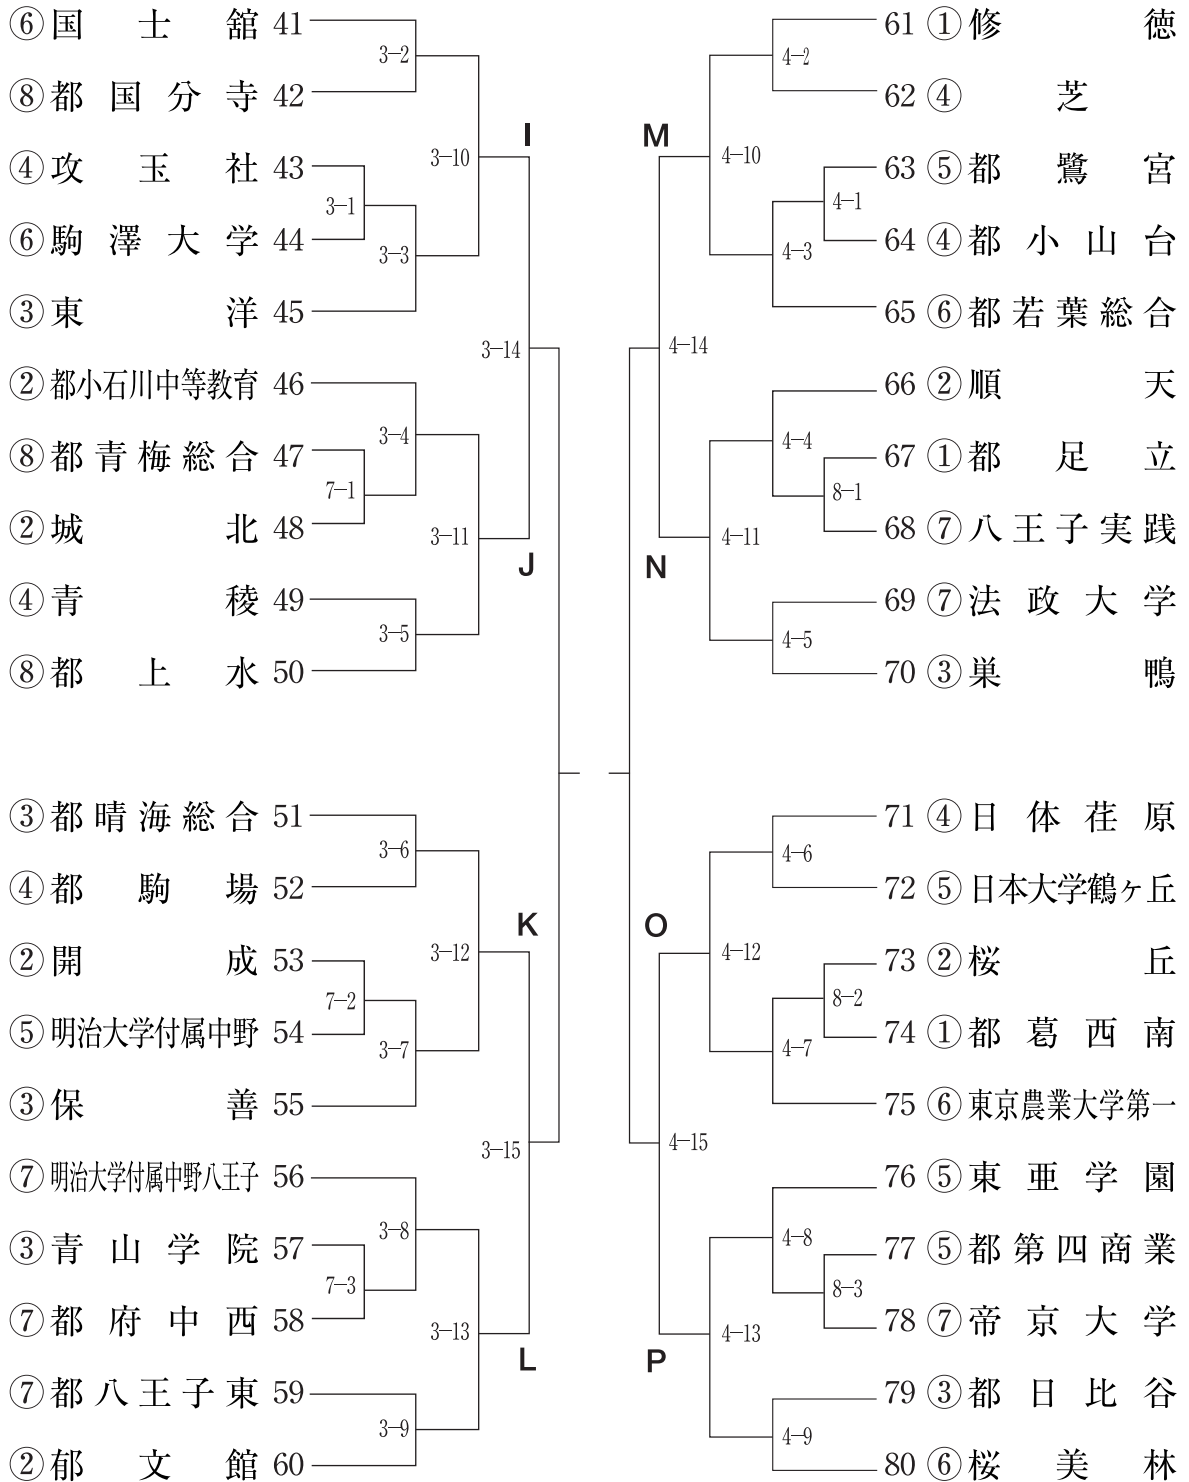 ⑥国士舘 41
⑧都国分寺 42
④攻玉社 43
⑥駒澤大学 44
③東洋 45
②都小石川中等教育 46
⑧都青梅総合 47
②城北 48
④青稜 49
⑧都上水 50
3−2
3−10
3−1
3−3
3−14
3−4
7−1
3−11
3−5
I
J
③都晴海総合 51
④都駒場 52
②開成 53
⑤明治大学付属中野 54
③保善 55
⑦明治大学付属中野八王子 56
③青山学院 57
⑦都府中西 58
⑦都八王子東 59
②郁文館 60
3−6
3−12
7−2
3−7
3−15
3−8
7−3
3−13
3−9
K
L
61 ①修徳
62 ④芝
63 ⑤都鷺宮
64 ④都小山台
65 ⑥都若葉総合
66 ②順天
67 ①都足立
68 ⑦八王子実践
69 ⑦法政大学
70 ③巣鴨
4−2
4−10
4−1
4−3
4−14
4−4
8−1
4−11
4−5
M
N
71 ④日体荏原
72 ⑤日本大学鶴ヶ丘
73 ②桜丘
74 ①都葛西南
75 ⑥東京農業大学第一
76 ⑤東亜学園
77 ⑤都第四商業
78 ⑦帝京大学
79 ③都日比谷
80 ⑥桜美林
4−6
4−12
8−2
4−7
4−15
4−8
8−3
4−13
4−9
O
P